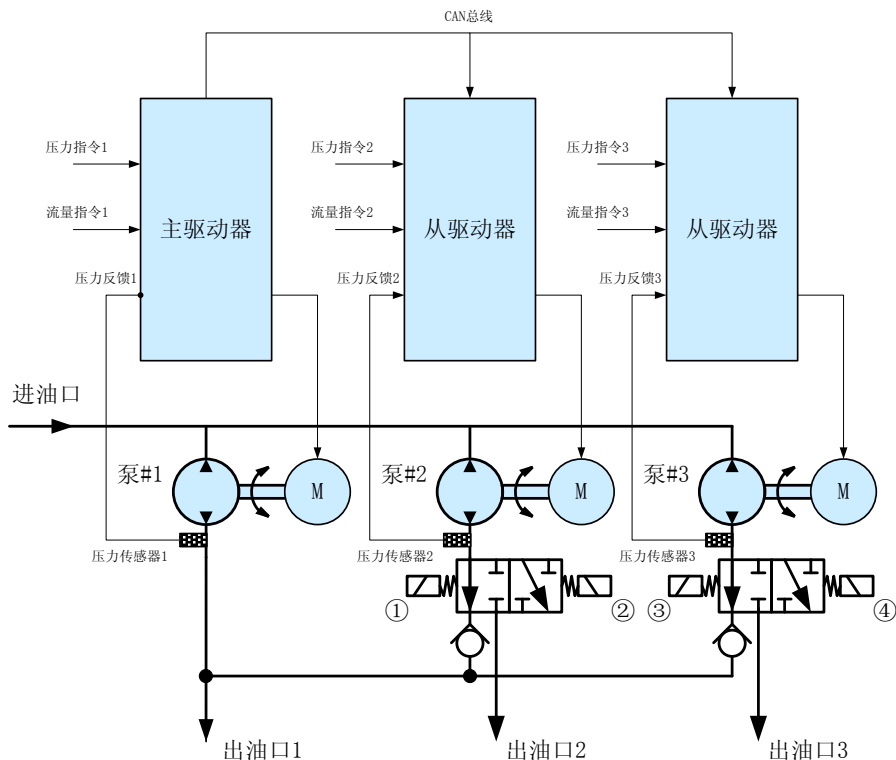 CAN总线
压力指令1
压力指令2
压力指令3
流量指令1
流量指令2
流量指令3
主驱动器
从驱动器
从驱动器
压力反馈1
压力反馈2
压力反馈3
进油口
泵#1
M
泵#2
M
泵#3
M
压力传感器1
压力传感器2
压力传感器3
①
②
③
④
出油口1
出油口2
出油口3